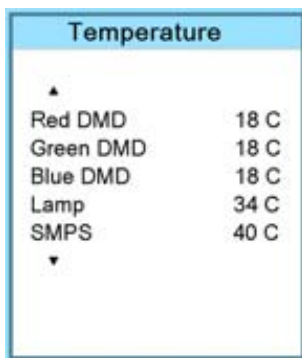 Temperature
Red DMD 18 C
Green DMD 18 C
Blue DMD 18 C
Lamp 34 C
SMPS 40 C